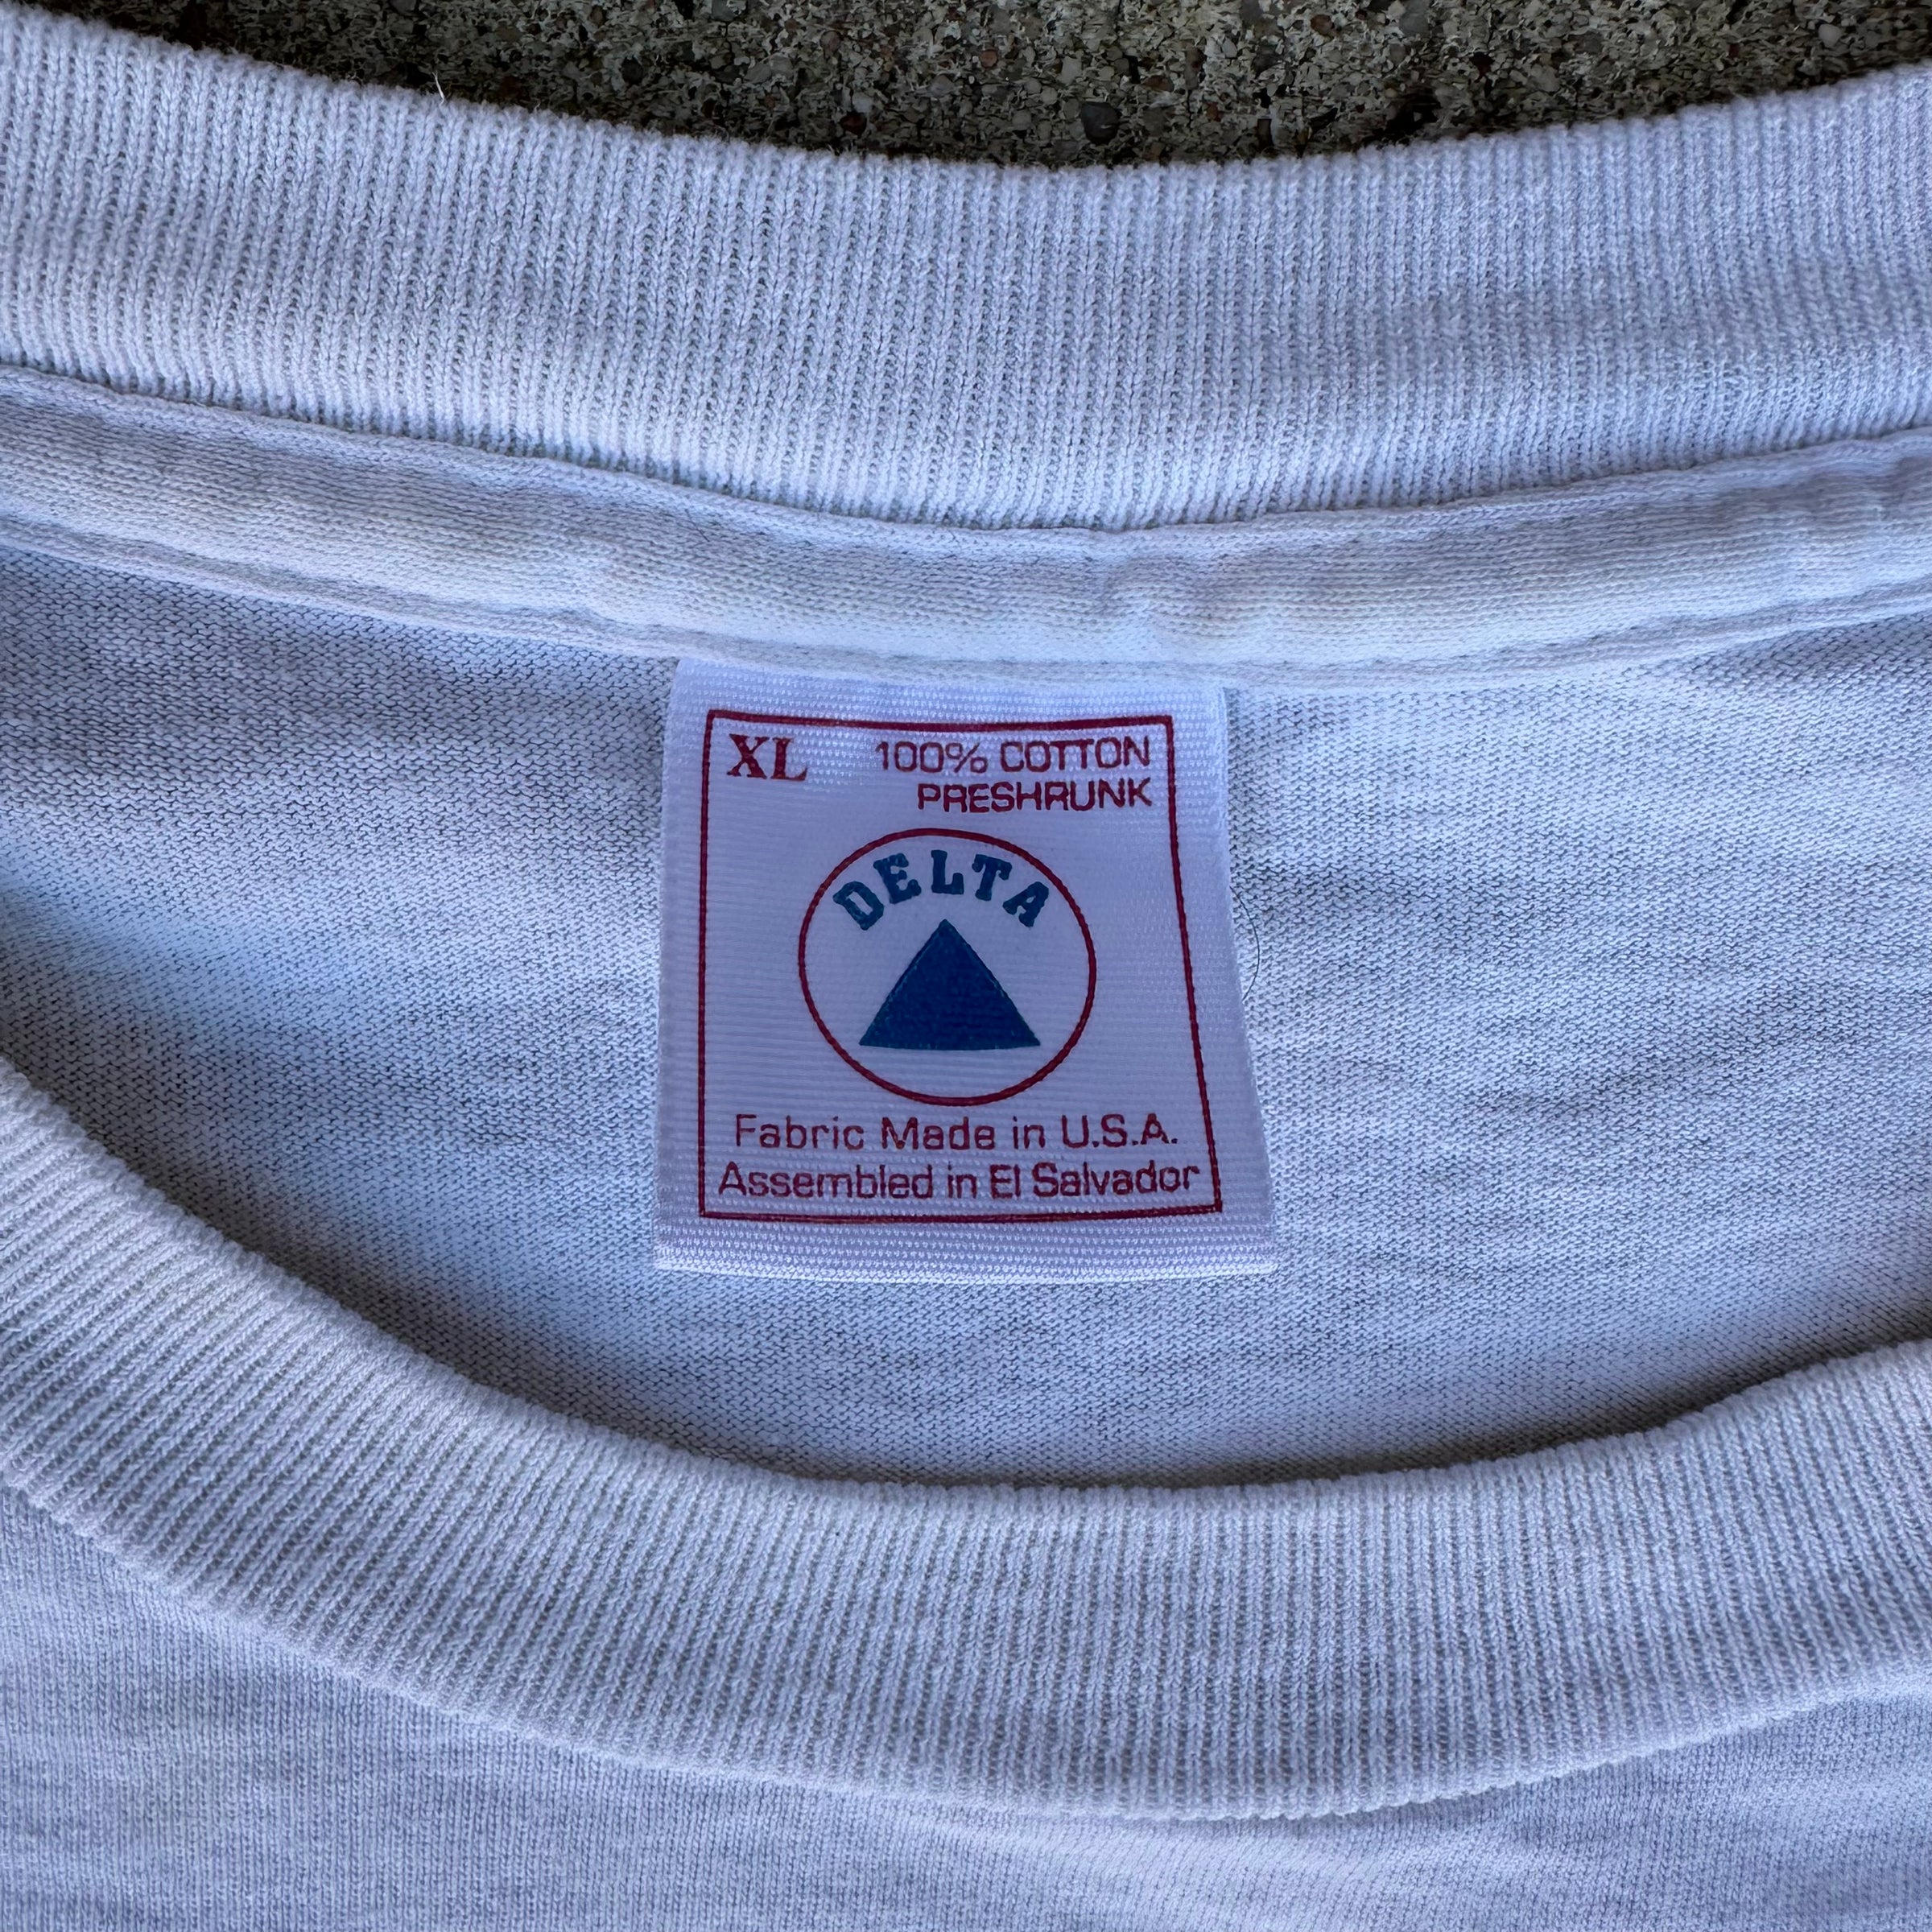 XL 100% COTTON
PRESHRUNK
DELTA
Fabric Made in U.S.A.
Assembled in El Salvador